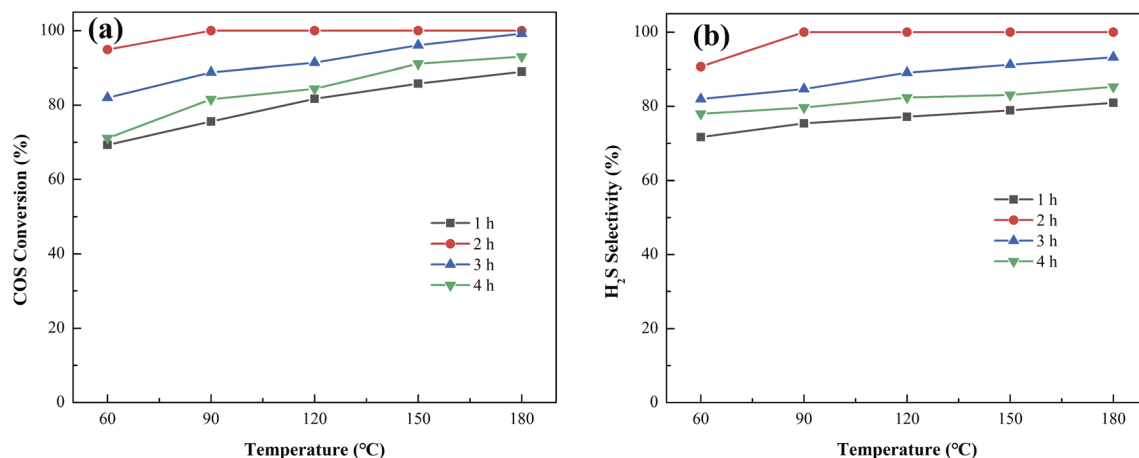 (a)
COS Conversion (%)
100
80
60
40
20
0
1 h
2 h
3 h
4 h
60 90 120 150 180
Temperature (℃)
(b)
H₂S Selectivity (%)
100
80
60
40
20
0
1 h
2 h
3 h
4 h
60 90 120 150 180
Temperature (℃)